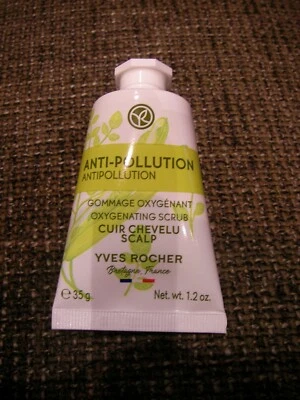 ANTI-POLLUTION
ANTIPOLLUTION
GOMMAGE OXYGÉNANT
OXYGENATING SCRUB
CUIR CHEVELU
SCALP
YVES ROCHER
Bretagne, France
℮ 35 g Net. wt. 1.2 oz.